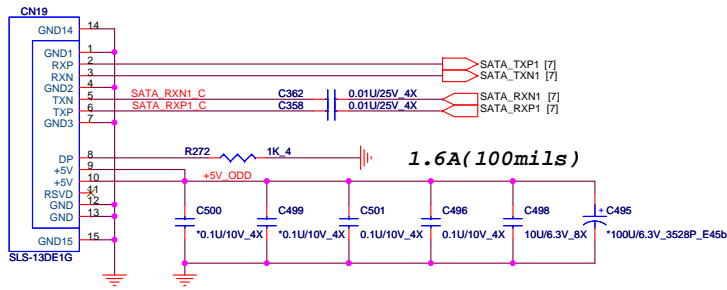 CN19
GND14 14
GND1 1
RXP 2 SATA_TXP1 [7]
RXN 3 SATA_TXN1 [7]
GND2 4
TXN 5 SATA_RXN1_C C362 0.01U/25V_4X SATA_RXN1 [7]
TXP 6 SATA_RXP1_C C358 0.01U/25V_4X SATA_RXP1 [7]
GND3 7
DP 8 R272 1K_4 1.6A(100mils)
+5V 9
+5V 10 +5V_ODD
RSVD 11
GND 12
GND 13
GND15 15
SLS-13DE1G
C500 C499 C501 C496 C498 + C495
*0.1U/10V_4X *0.1U/10V_4X 0.1U/10V_4X 0.1U/10V_4X 10U/6.3V_8X *100U/6.3V_3528P_E45b